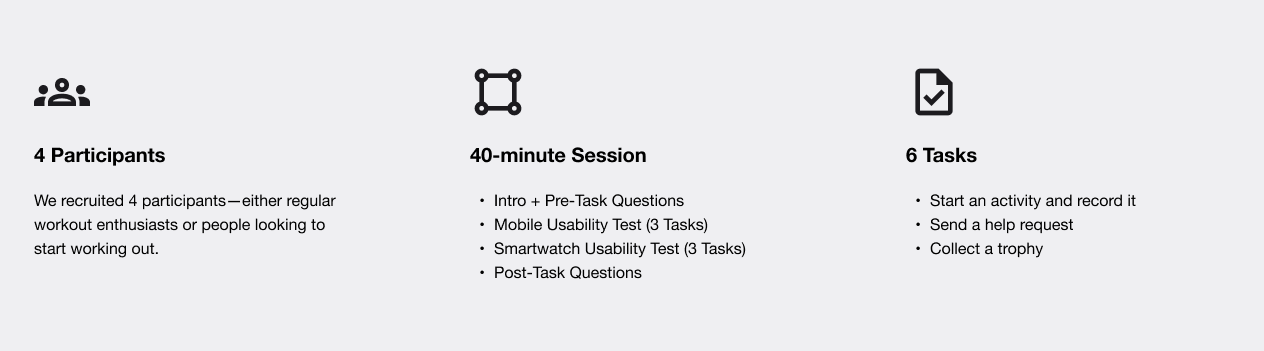 4 Participants
We recruited 4 participants—either regular
workout enthusiasts or people looking to
start working out.
40-minute Session
• Intro + Pre-Task Questions
• Mobile Usability Test (3 Tasks)
• Smartwatch Usability Test (3 Tasks)
• Post-Task Questions
6 Tasks
• Start an activity and record it
• Send a help request
• Collect a trophy